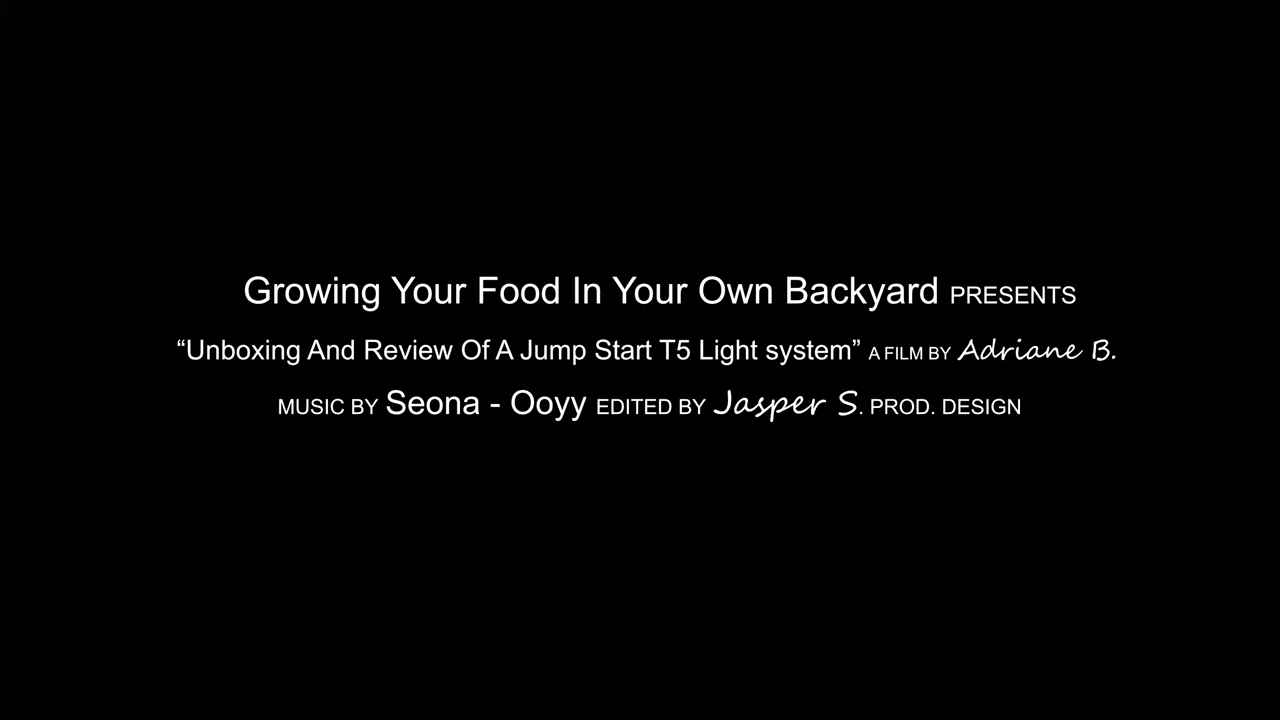 Growing Your Food In Your Own Backyard PRESENTS
“Unboxing And Review Of A Jump Start T5 Light system” A FILM BY Adriane B.
MUSIC BY Seona - Ooyy EDITED BY Jasper S. PROD. DESIGN